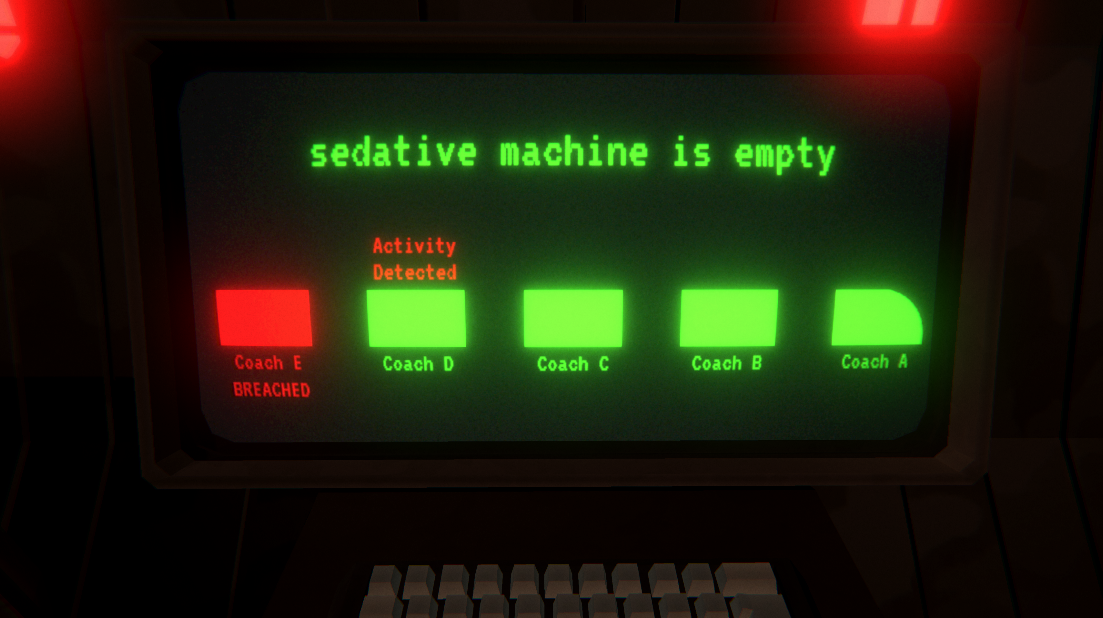 sedative machine is empty
Activity
Detected
Coach E
BREACHED
Coach D
Coach C
Coach B
Coach A